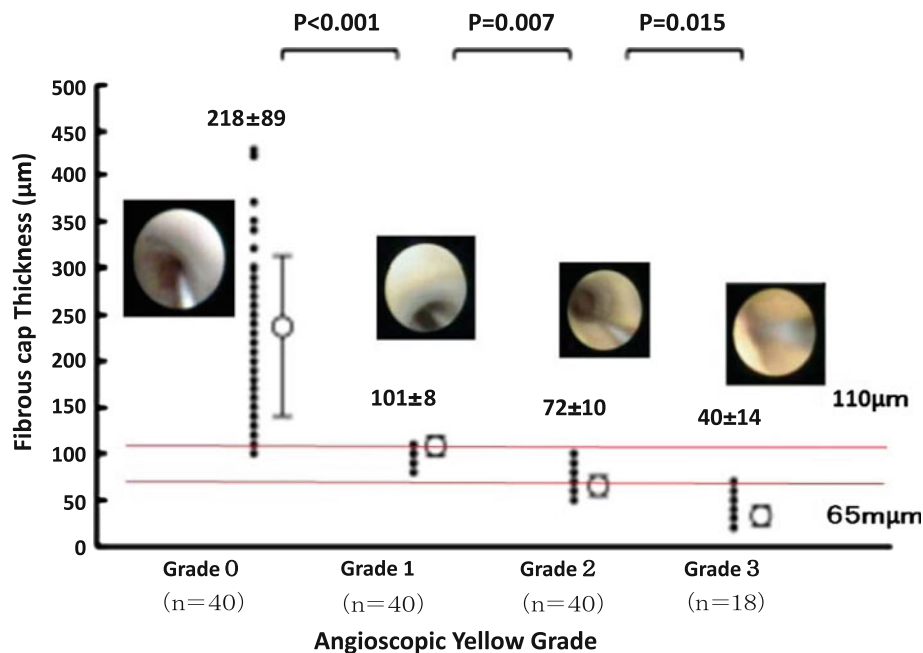 P<0.001 P=0.007 P=0.015
500
450
400
350
300
250
200
150
100
50
0
Fibrous cap Thickness (μm)
218±89
101±8
72±10
40±14
110μm
65mμm
Grade 0 Grade 1 Grade 2 Grade 3
(n=40) (n=40) (n=40) (n=18)
Angioscopic Yellow Grade